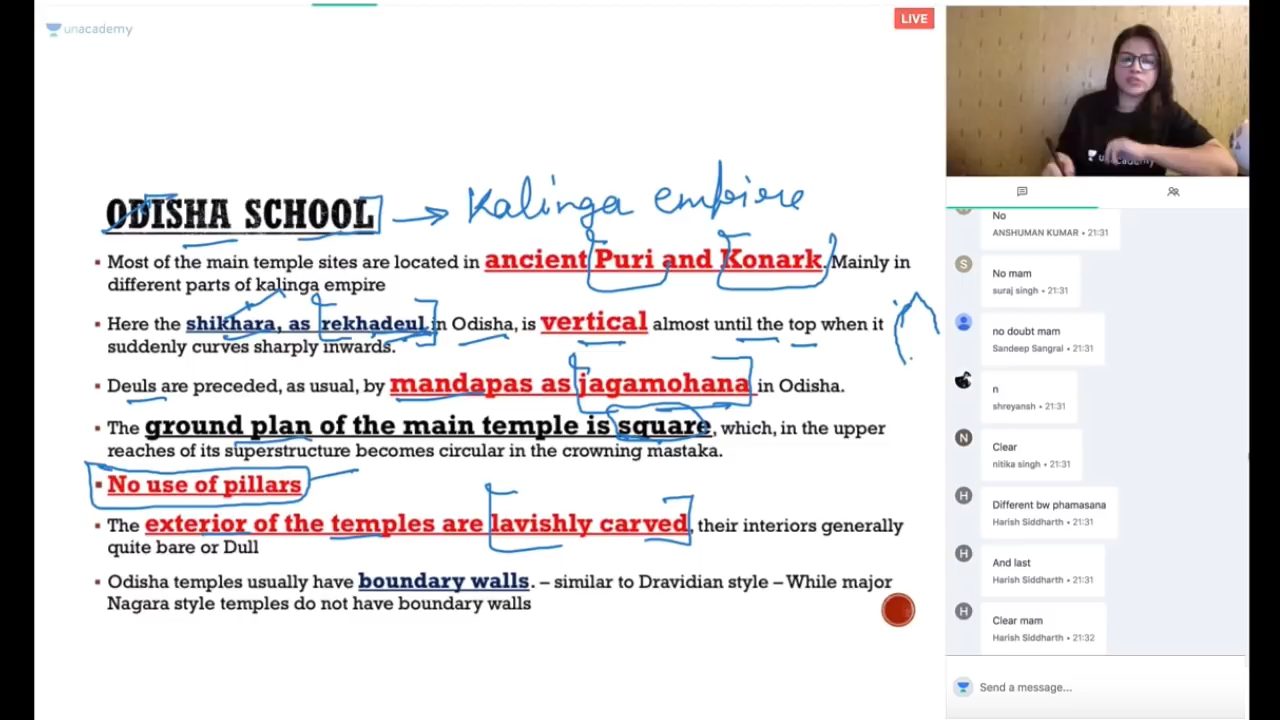 unacademy
LIVE
ODISHA SCHOOL → Kalinga empire
▪ Most of the main temple sites are located in ancient Puri and Konark. Mainly in
different parts of kalinga empire
▪ Here the shikhara, as rekhadeul in Odisha, is vertical almost until the top when it
suddenly curves sharply inwards.
▪ Deuls are preceded, as usual, by mandapas as jagamohana in Odisha.
▪ The ground plan of the main temple is square, which, in the upper
reaches of its superstructure becomes circular in the crowning mastaka.
▪ No use of pillars
▪ The exterior of the temples are lavishly carved, their interiors generally
quite bare or Dull
▪ Odisha temples usually have boundary walls. – similar to Dravidian style – While major
Nagara style temples do not have boundary walls
unacademy
No
ANSHUMAN KUMAR • 21:31
S
No mam
suraj singh • 21:31
no doubt mam
Sandeep Sangral • 21:31
n
shreyansh • 21:31
N
Clear
nitika singh • 21:31
H
Different bw phamasana
Harish Siddharth • 21:31
H
And last
Harish Siddharth • 21:31
H
Clear mam
Harish Siddharth • 21:32
Send a message...